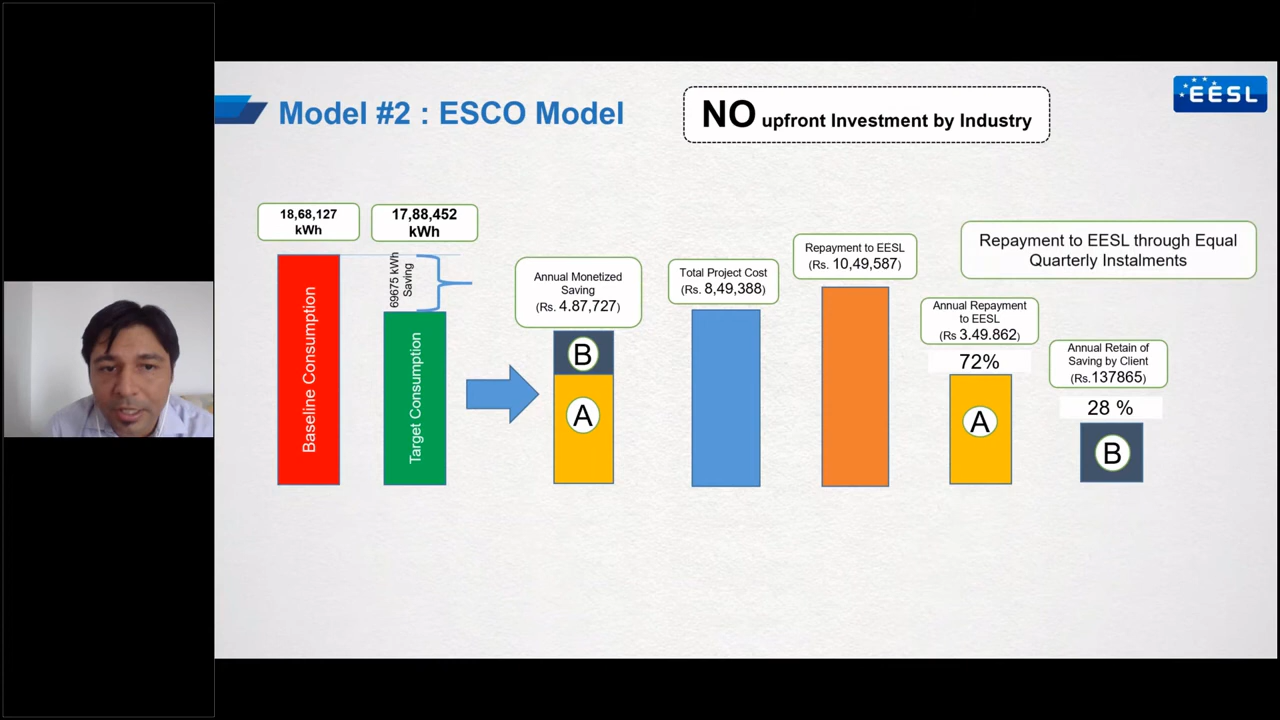 Model #2 : ESCO Model
NO upfront Investment by Industry
EESL
18,68,127
kWh
17,88,452
kWh
69675 kWh
Saving
Baseline Consumption
Target Consumption
Annual Monetized
Saving
(Rs. 4.87,727)
B
A
Total Project Cost
(Rs. 8,49,388)
Repayment to EESL
(Rs. 10,49,587)
Repayment to EESL through Equal
Quarterly Instalments
Annual Repayment
to EESL
(Rs 3.49.862)
72%
A
Annual Retain of
Saving by Client
(Rs.137865)
28 %
B